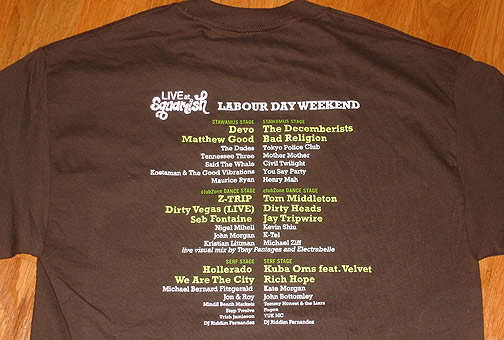 LIVE at
Squamish
LABOUR DAY WEEKEND
STAWAMUS STAGE
Devo
Matthew Good
The Dudes
Tennessee Three
Said The Whale
Kostaman & The Good Vibrations
Maurice Ryan
STAWAMUS STAGE
The Decemberists
Bad Religion
Tokyo Police Club
Mother Mother
Civil Twilight
You Say Party
Henry Mah
clubZone DANCE STAGE
Z-TRIP
Dirty Vegas (LIVE)
Seb Fontaine
Nigel Mihell
John Morgan
Kristian Littman
clubZone DANCE STAGE
Tom Middleton
Dirty Heads
Jay Tripwire
Kevin Shiu
K-Tel
Michael Ziff
live visual mix by Tony Pantages and Electrabelle
SERF STAGE
Hollerado
We Are The City
Michael Bernard Fitzgerald
Jon & Roy
Mindil Beach Markets
Step Twelve
Trish Jamieson
DJ Riddim Fernandez
SERF STAGE
Kuba Oms feat. Velvet
Rich Hope
Kate Morgan
John Bottomley
Tommy Honest & the Liars
Pogon
YUK MC
DJ Riddim Fernandez